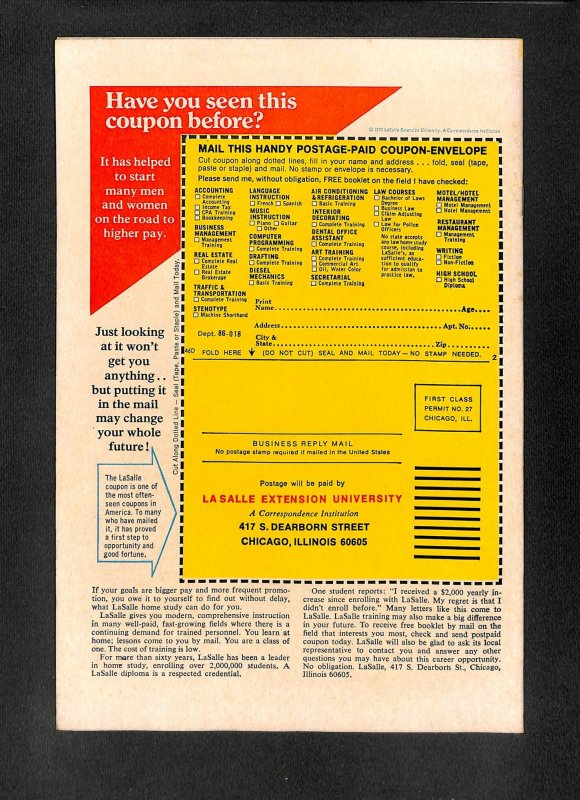 Have you seen this
coupon before?
© 1972 LaSalle Extension University. A Correspondence Institution
It has helped
to start
many men
and women
on the road to
higher pay.
MAIL THIS HANDY POSTAGE-PAID COUPON-ENVELOPE
Cut coupon along dotted lines, fill in your name and address . . . fold, seal (tape,
paste or staple) and mail. No stamp or envelope is necessary.
Please send me, without obligation, FREE booklet on the field I have checked:
ACCOUNTING
Complete
Accounting
Income Tax
CPA Training
Bookkeeping
BUSINESS
MANAGEMENT
Management
Training
REAL ESTATE
Complete Real
Estate
Real Estate
Brokerage
TRAFFIC &
TRANSPORTATION
Complete Training
STENOTYPE
Machine Shorthand
LANGUAGE
INSTRUCTION
French Spanish
MUSIC
INSTRUCTION
Piano Guitar
Other
COMPUTER
PROGRAMMING
Complete Training
DRAFTING
Complete Training
DIESEL
MECHANICS
Basic Training
AIR CONDITIONING
& REFRIGERATION
Basic Training
INTERIOR
DECORATING
Complete Training
DENTAL OFFICE
ASSISTANT
Complete Training
ART TRAINING
Complete Training
Commercial Art
Oil, Water Color
SECRETARIAL
Complete Training
LAW COURSES
Bachelor of Laws
Degree
Business Law
Claim Adjusting
Law
Law for Police
Officers
No state accepts
any law home study
course, including
LaSalle's, as
sufficient educa-
tion to qualify
for admission to
practice law.
MOTEL/HOTEL
MANAGEMENT
Motel Management
Hotel Management
RESTAURANT
MANAGEMENT
Management
Training
WRITING
Fiction
Non-Fiction
HIGH SCHOOL
High School
Diploma
Print
Name Age
Address Apt. No.
Dept. 86-018
City &
State Zip
46D FOLD HERE (DO NOT CUT) SEAL AND MAIL TODAY — NO STAMP NEEDED. 2
Cut Along Dotted Line — Seal (Tape, Paste or Staple) and Mail Today.
Just looking
at it won't
get you
anything . .
but putting it
in the mail
may change
your whole
future!
The LaSalle
coupon is one of
the most often-
seen coupons in
America. To many
who have mailed
it, it has proved
a first step to
opportunity and
good fortune.
FIRST CLASS
PERMIT NO. 27
CHICAGO, ILL.
BUSINESS REPLY MAIL
No postage stamp required if mailed in the United States
Postage will be paid by
LA SALLE EXTENSION UNIVERSITY
A Correspondence Institution
417 S. DEARBORN STREET
CHICAGO, ILLINOIS 60605
If your goals are bigger pay and more frequent promo-
tion, you owe it to yourself to find out without delay,
what LaSalle home study can do for you.
LaSalle gives you modern, comprehensive instruction
in many well-paid, fast-growing fields where there is a
continuing demand for trained personnel. You learn at
home; lessons come to you by mail. You are a class of
one. The cost of training is low.
For more than sixty years, LaSalle has been a leader
in home study, enrolling over 2,000,000 students. A
LaSalle diploma is a respected credential.
One student reports: "I received a $2,000 yearly in-
crease since enrolling with LaSalle. My regret is that I
didn't enroll before." Many letters like this come to
LaSalle. LaSalle training may also make a big difference
in your future. To receive free booklet by mail on the
field that interests you most, check and send postpaid
coupon today. LaSalle will also be glad to ask its local
representative to contact you and answer any other
questions you may have about this career opportunity.
No obligation. LaSalle, 417 S. Dearborn St., Chicago,
Illinois 60605.